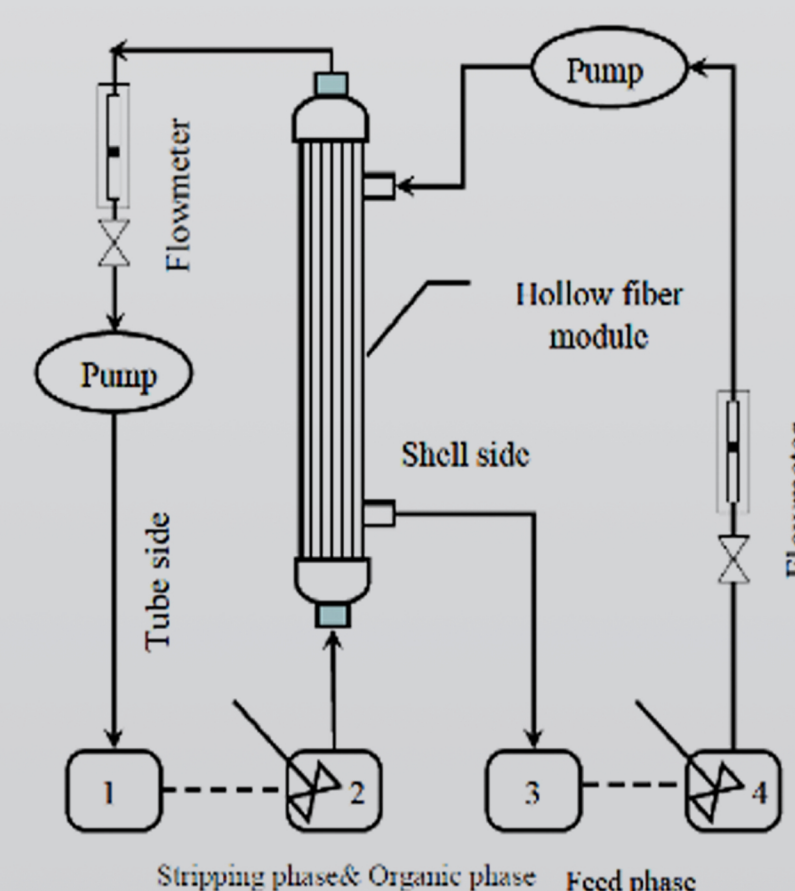 Pump
Flowmeter
Hollow fiber
module
Pump
Shell side
Flowmeter
Tube side
1
2
3
4
Stripping phase& Organic phase
Feed phase